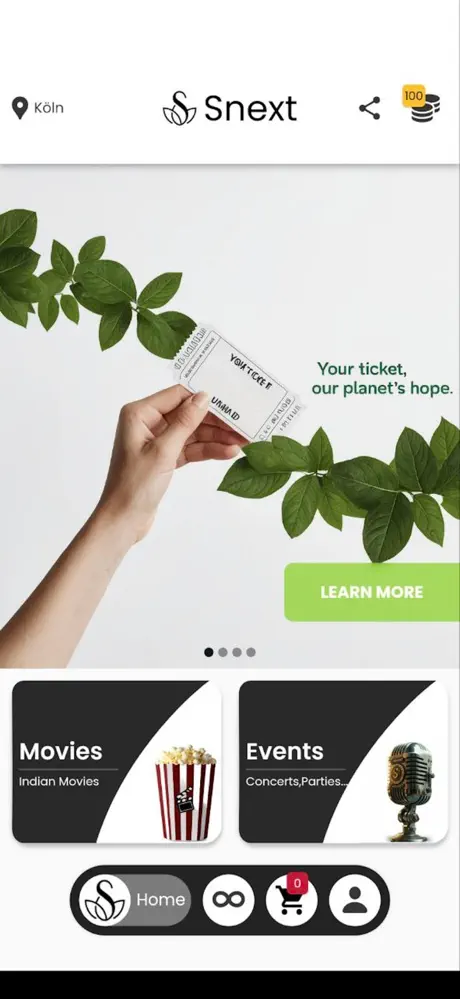 Köln
Snext
100
YOUR TICKET
Your ticket,
our planet's hope.
LEARN MORE
Movies
Indian Movies
Events
Concerts,Parties...
0
Home